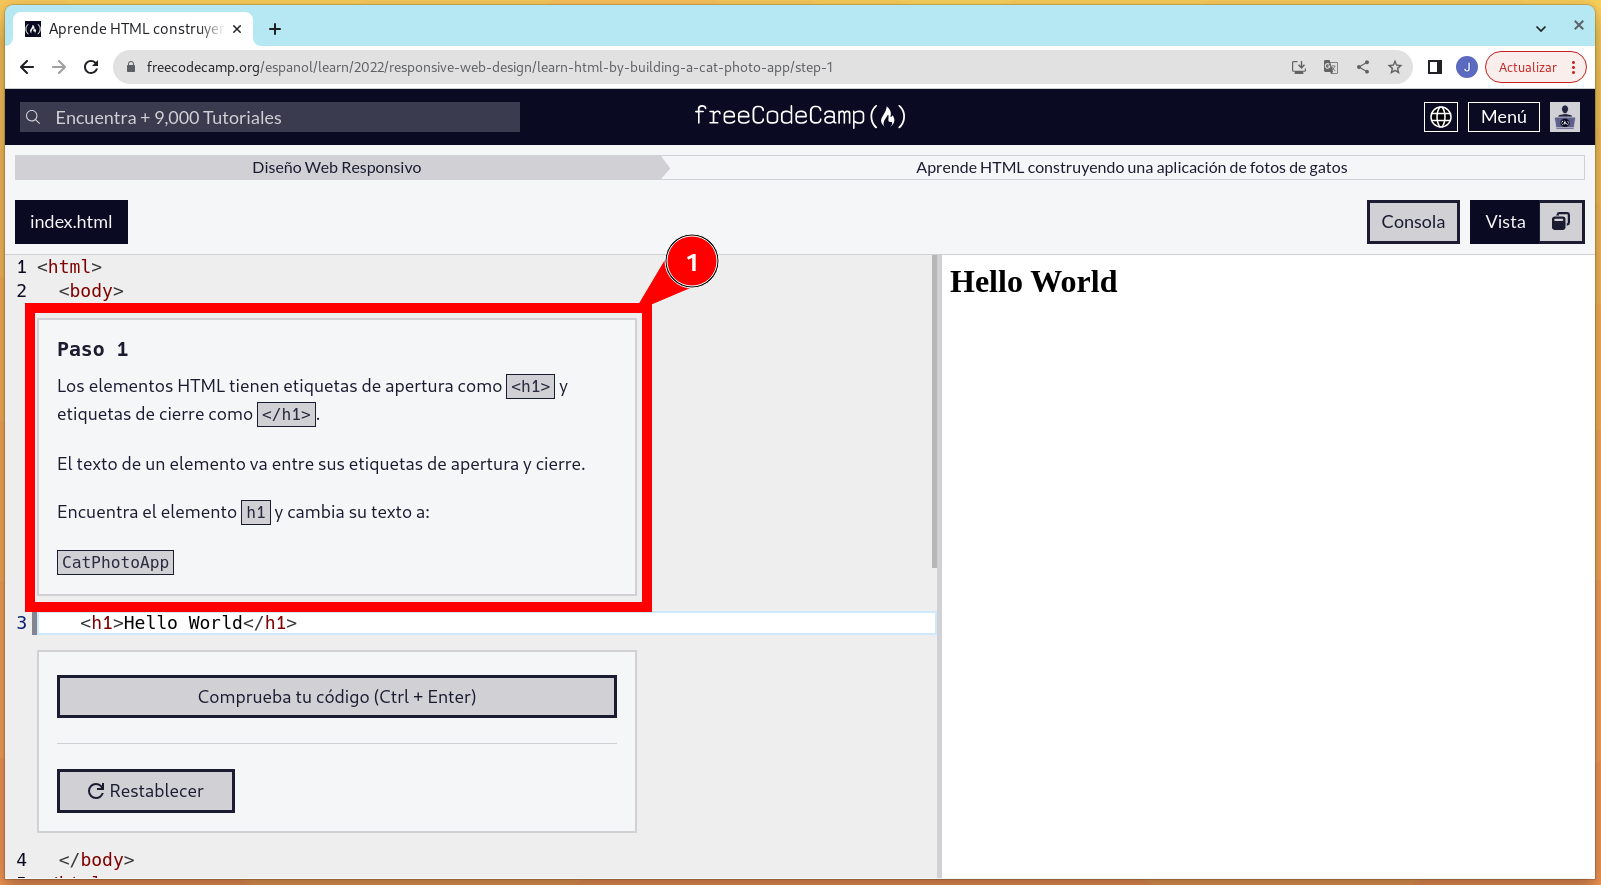 Aprende HTML construye
freecodecamp.org/espanol/learn/2022/responsive-web-design/learn-html-by-building-a-cat-photo-app/step-1
J
Actualizar
Encuentra + 9,000 Tutoriales
freeCodeCamp
Menú
Diseño Web Responsivo
Aprende HTML construyendo una aplicación de fotos de gatos
index.html
Consola
Vista
1 <html>
2 <body>
1
Paso 1
Los elementos HTML tienen etiquetas de apertura como <h1> y
etiquetas de cierre como </h1>.
El texto de un elemento va entre sus etiquetas de apertura y cierre.
Encuentra el elemento h1 y cambia su texto a:
CatPhotoApp
3 <h1>Hello World</h1>
Comprueba tu código (Ctrl + Enter)
Restablecer
4 </body>
Hello World